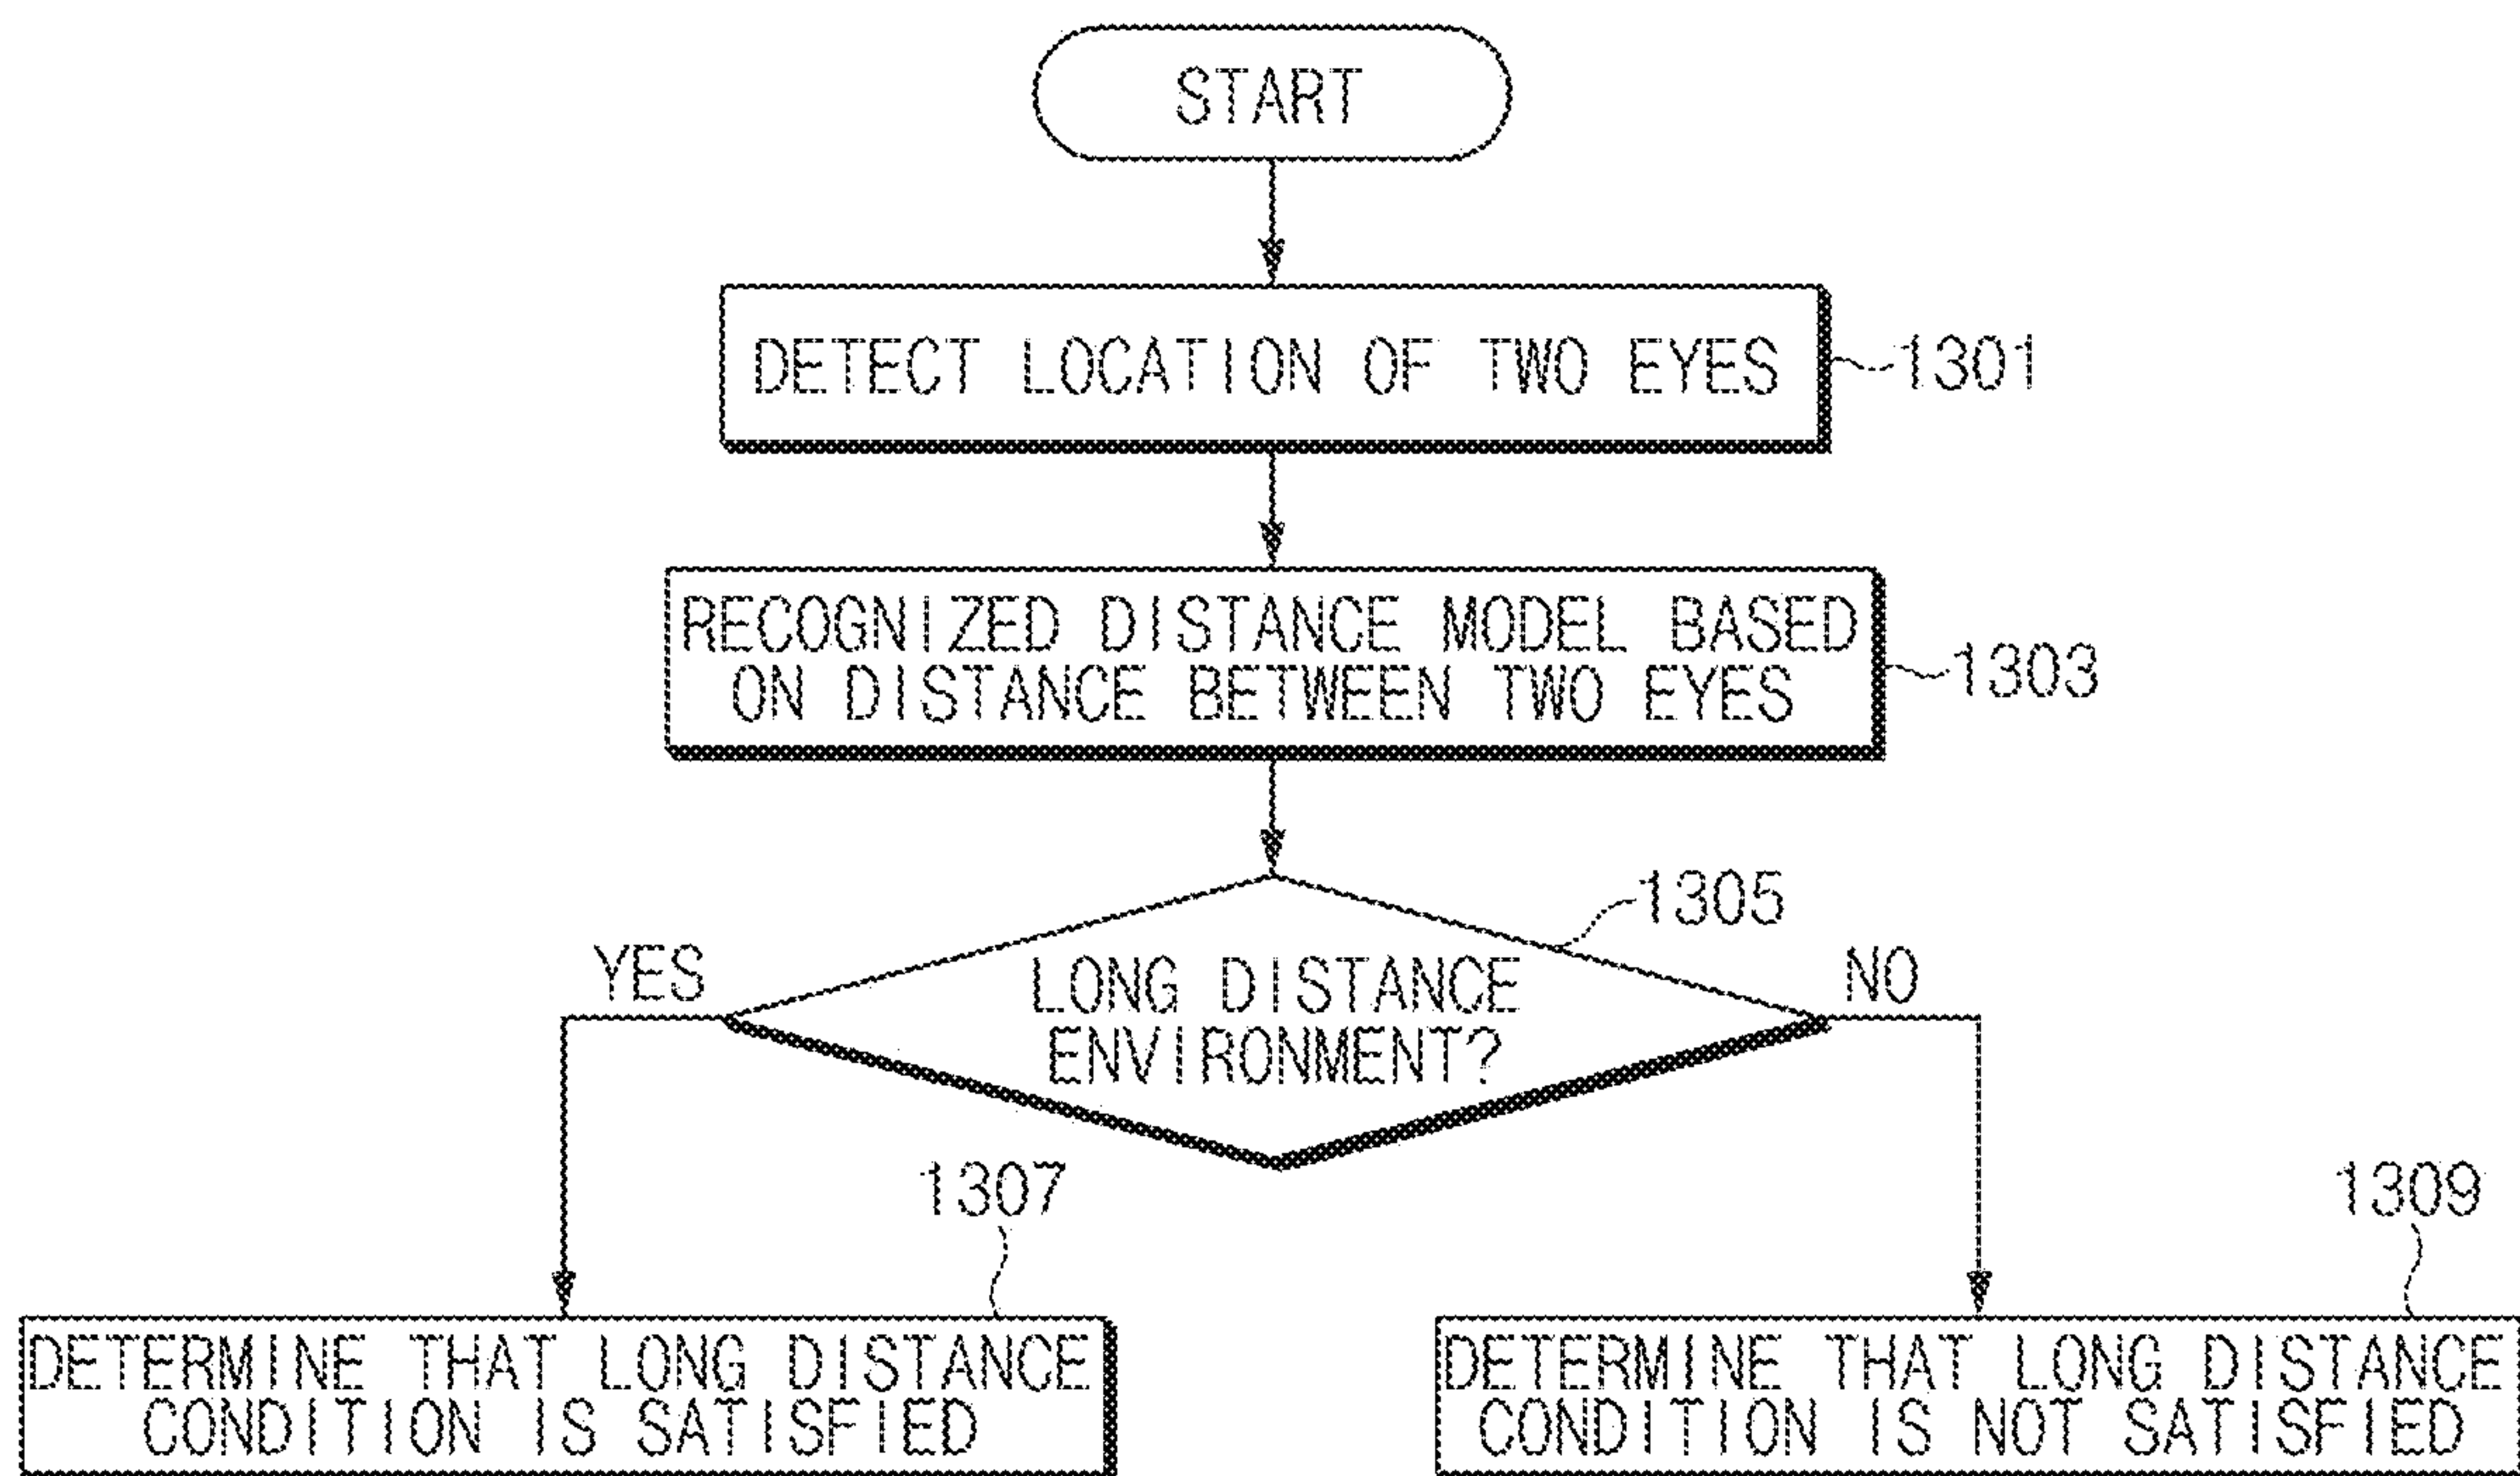 START
DETECT LOCATION OF TWO EYES
1301
RECOGNIZED DISTANCE MODEL BASED
ON DISTANCE BETWEEN TWO EYES
1303
1305
YES
NO
LONG DISTANCE
ENVIRONMENT?
1307
1309
DETERMINE THAT LONG DISTANCE
CONDITION IS SATISFIED
DETERMINE THAT LONG DISTANCE
CONDITION IS NOT SATISFIED